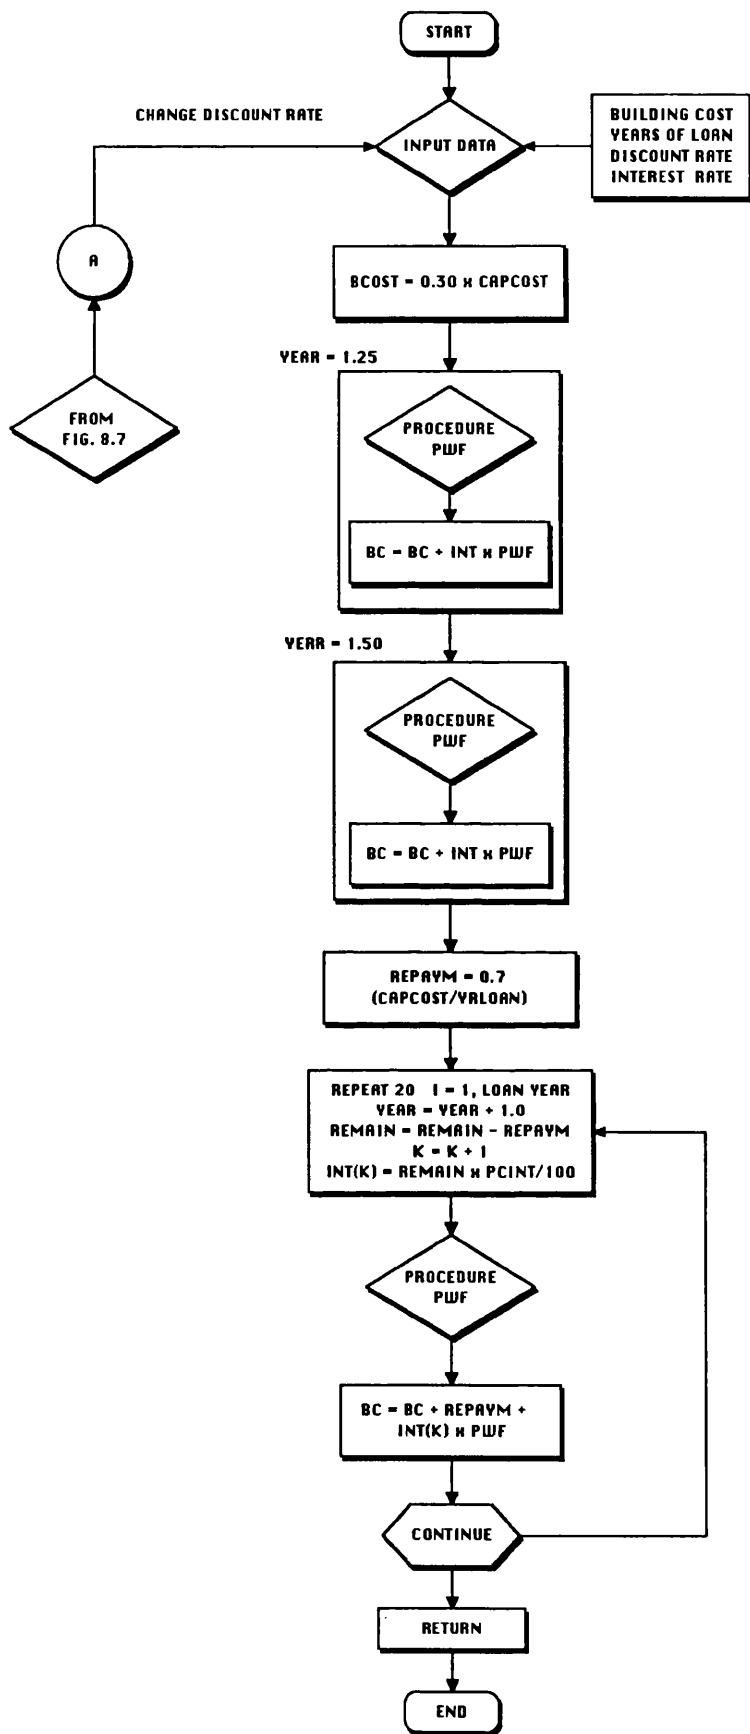 START
CHANGE DISCOUNT RATE
INPUT DATA
BUILDING COST
YEARS OF LOAN
DISCOUNT RATE
INTEREST RATE
A
BCOST = 0.30 x CAPCOST
YEAR = 1.25
FROM
FIG. 8.7
PROCEDURE
PWF
BC = BC + INT x PWF
YEAR = 1.50
PROCEDURE
PWF
BC = BC + INT x PWF
REPAYM = 0.7
(CAPCOST/YRLOAN)
REPEAT 20 I = 1, LOAN YEAR
YEAR = YEAR + 1.0
REMAIN = REMAIN - REPAYM
K = K + 1
INT(K) = REMAIN x PCINT/100
PROCEDURE
PWF
BC = BC + REPAYM +
INT(K) x PWF
CONTINUE
RETURN
END